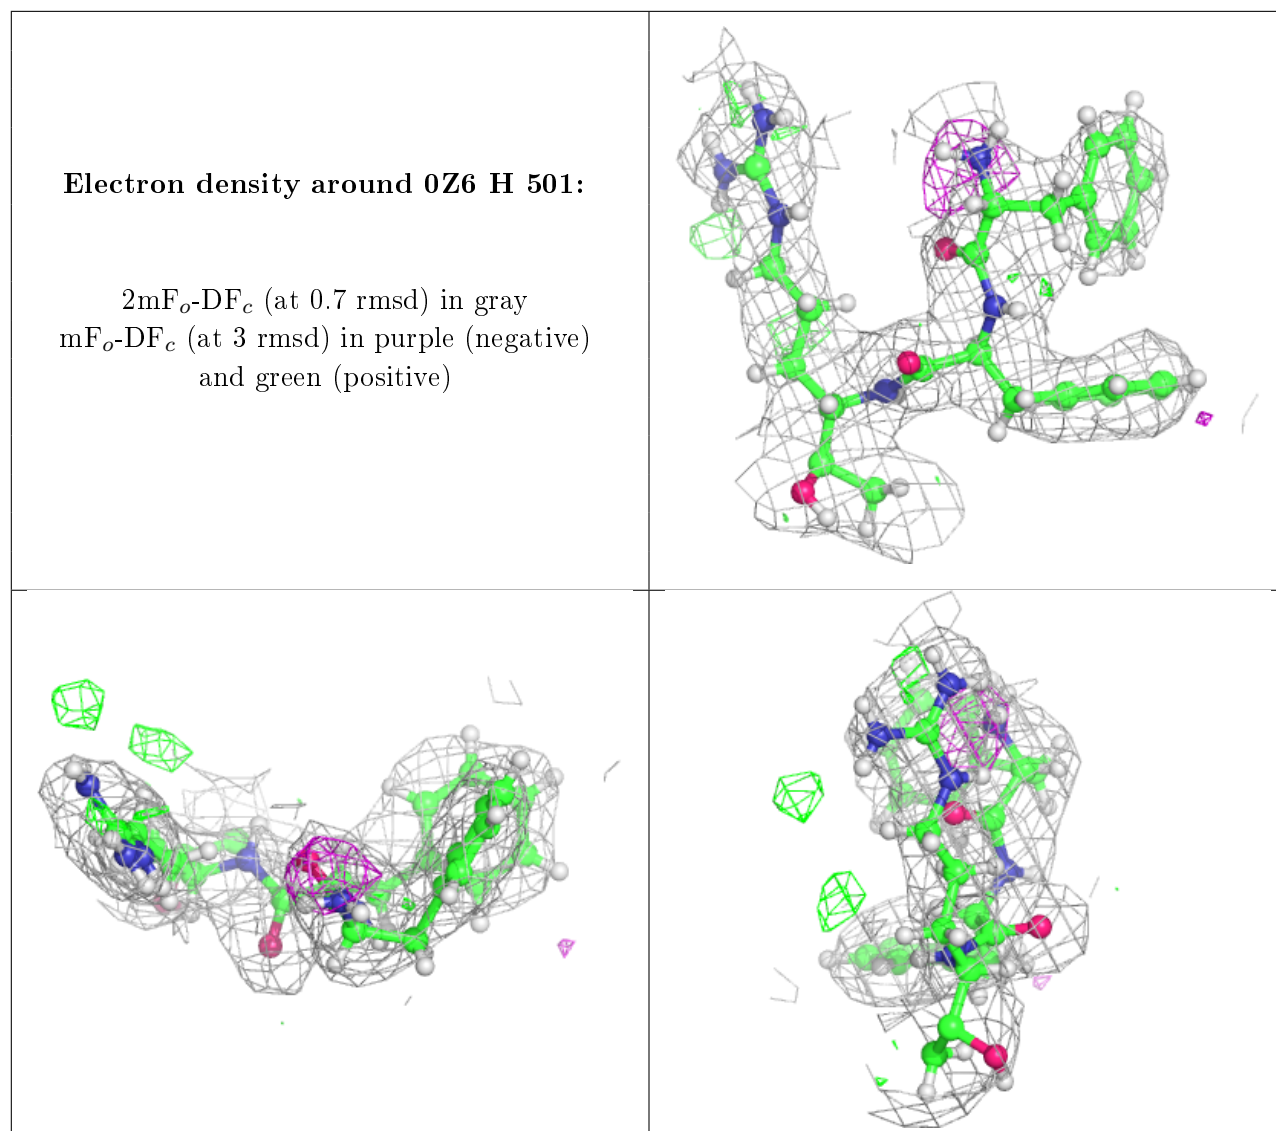 Electron density around 0Z6 H 501:
2mFo-DFc (at 0.7 rmsd) in gray
mFo-DFc (at 3 rmsd) in purple (negative)
and green (positive)